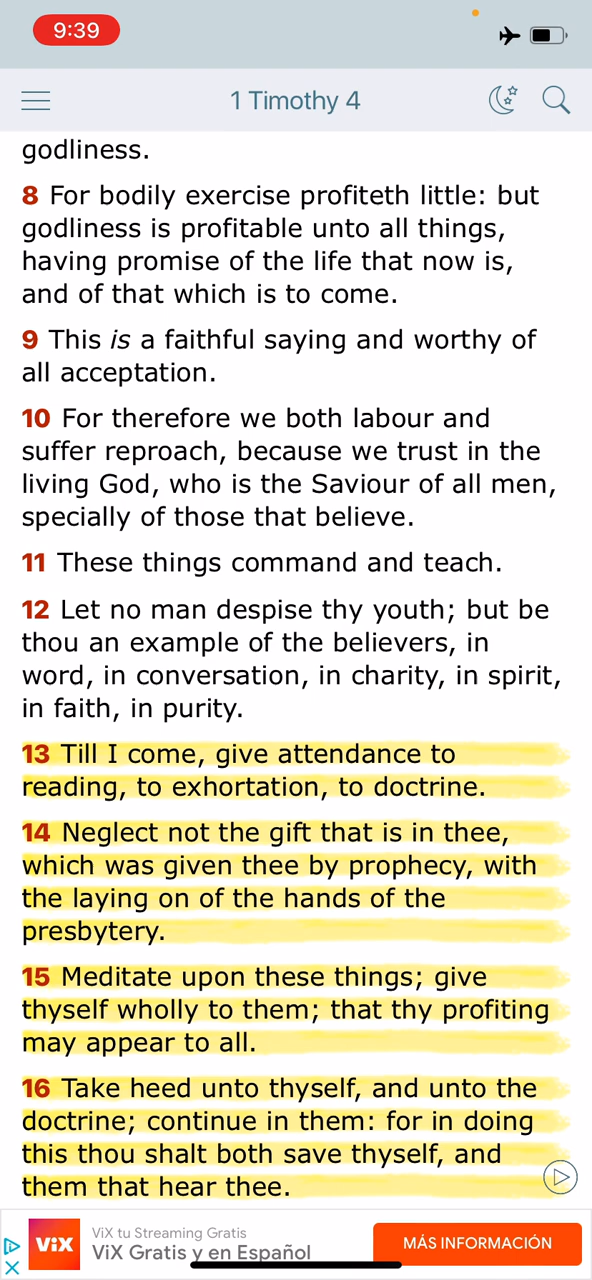 9:39
1 Timothy 4
godliness.
8 For bodily exercise profiteth little: but
godliness is profitable unto all things,
having promise of the life that now is,
and of that which is to come.
9 This is a faithful saying and worthy of
all acceptation.
10 For therefore we both labour and
suffer reproach, because we trust in the
living God, who is the Saviour of all men,
specially of those that believe.
11 These things command and teach.
12 Let no man despise thy youth; but be
thou an example of the believers, in
word, in conversation, in charity, in spirit,
in faith, in purity.
13 Till I come, give attendance to
reading, to exhortation, to doctrine.
14 Neglect not the gift that is in thee,
which was given thee by prophecy, with
the laying on of the hands of the
presbytery.
15 Meditate upon these things; give
thyself wholly to them; that thy profiting
may appear to all.
16 Take heed unto thyself, and unto the
doctrine; continue in them: for in doing
this thou shalt both save thyself, and
them that hear thee.
ViX
ViX tu Streaming Gratis
ViX Gratis y en Español
MÁS INFORMACIÓN